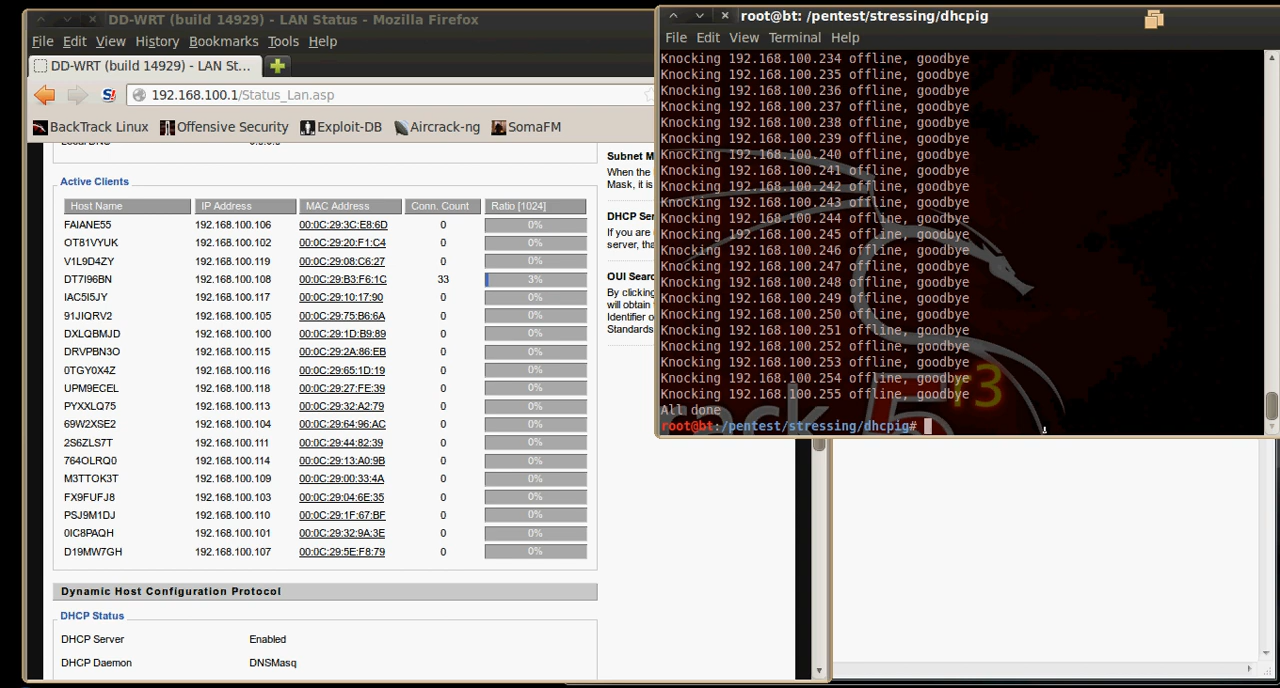 DD-WRT (build 14929) - LAN Status - Mozilla Firefox
File Edit View History Bookmarks Tools Help
DD-WRT (build 14929) - LAN St...
192.168.100.1/Status_Lan.asp
BackTrack Linux Offensive Security Exploit-DB Aircrack-ng SomaFM
Active Clients
Host Name IP Address MAC Address Conn. Count Ratio [1024]
FAIANE55 192.168.100.106 00:0C:29:3C:E8:6D 0 0%
OT81VYUK 192.168.100.102 00:0C:29:20:F1:C4 0 0%
V1L9D4ZY 192.168.100.119 00:0C:29:08:C6:27 0 0%
DT7I96BN 192.168.100.108 00:0C:29:B3:F6:1C 33 3%
IAC5I5JY 192.168.100.117 00:0C:29:10:17:90 0 0%
91JIQRV2 192.168.100.105 00:0C:29:75:B6:6A 0 0%
DXLQBMJD 192.168.100.100 00:0C:29:1D:B9:89 0 0%
DRVPBN3O 192.168.100.115 00:0C:29:2A:86:EB 0 0%
0TGY0X4Z 192.168.100.116 00:0C:29:65:1D:19 0 0%
UPM9ECEL 192.168.100.118 00:0C:29:27:FE:39 0 0%
PYXXLQ75 192.168.100.113 00:0C:29:32:A2:79 0 0%
69W2XSE2 192.168.100.104 00:0C:29:64:96:AC 0 0%
2S6ZLS7T 192.168.100.111 00:0C:29:44:82:39 0 0%
764OLRQ0 192.168.100.114 00:0C:29:13:A0:9B 0 0%
M3TTOK3T 192.168.100.109 00:0C:29:00:33:4A 0 0%
FX9FUFJ8 192.168.100.103 00:0C:29:04:6E:35 0 0%
PSJ9M1DJ 192.168.100.110 00:0C:29:1F:67:BF 0 0%
0IC8PAQH 192.168.100.101 00:0C:29:32:9A:3E 0 0%
D19MW7GH 192.168.100.107 00:0C:29:5E:F8:79 0 0%
Dynamic Host Configuration Protocol
DHCP Status
DHCP Server Enabled
DHCP Daemon DNSMasq
Subnet M
When the
Mask, it is
DHCP Ser
If you are
server, tha
OUI Searc
By clicking
will obtain
Identifier o
Standards
root@bt: /pentest/stressing/dhcpig
File Edit View Terminal Help
Knocking 192.168.100.234 offline, goodbye
Knocking 192.168.100.235 offline, goodbye
Knocking 192.168.100.236 offline, goodbye
Knocking 192.168.100.237 offline, goodbye
Knocking 192.168.100.238 offline, goodbye
Knocking 192.168.100.239 offline, goodbye
Knocking 192.168.100.240 offline, goodbye
Knocking 192.168.100.241 offline, goodbye
Knocking 192.168.100.242 offline, goodbye
Knocking 192.168.100.243 offline, goodbye
Knocking 192.168.100.244 offline, goodbye
Knocking 192.168.100.245 offline, goodbye
Knocking 192.168.100.246 offline, goodbye
Knocking 192.168.100.247 offline, goodbye
Knocking 192.168.100.248 offline, goodbye
Knocking 192.168.100.249 offline, goodbye
Knocking 192.168.100.250 offline, goodbye
Knocking 192.168.100.251 offline, goodbye
Knocking 192.168.100.252 offline, goodbye
Knocking 192.168.100.253 offline, goodbye
Knocking 192.168.100.254 offline, goodbye
Knocking 192.168.100.255 offline, goodbye
All done
root@bt:/pentest/stressing/dhcpig#
rack 5 r3